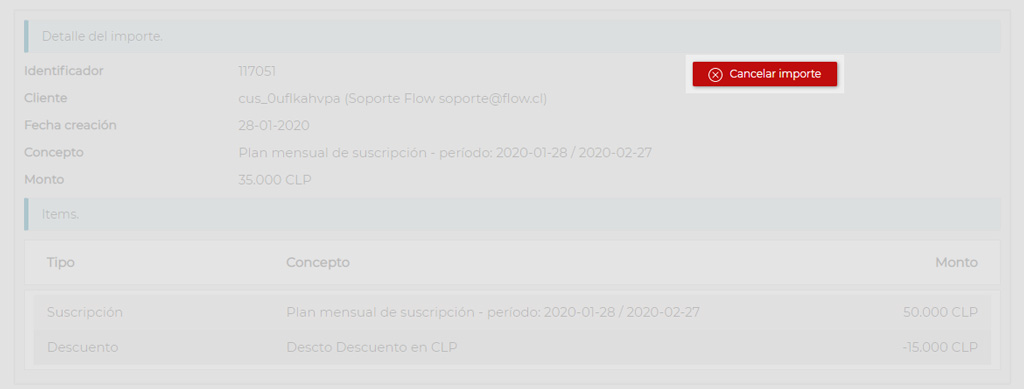 Detalle del importe.
Identificador 117051
Cancelar importe
Cliente cus_0uflkahvpa (Soporte Flow soporte@flow.cl)
Fecha creación 28-01-2020
Concepto Plan mensual de suscripción - período: 2020-01-28 / 2020-02-27
Monto 35.000 CLP
Items.
Tipo Concepto Monto
Suscripción Plan mensual de suscripción - período: 2020-01-28 / 2020-02-27 50.000 CLP
Descuento Descto Descuento en CLP -15.000 CLP